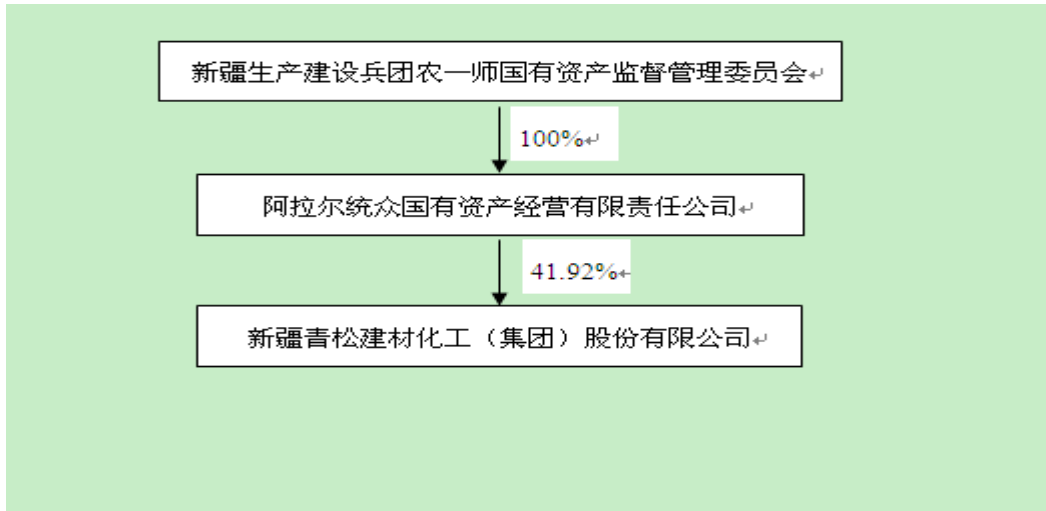 新疆生产建设兵团农一师国有资产监督管理委员会
100%
阿拉尔统众国有资产经营有限责任公司
41.92%
新疆青松建材化工（集团）股份有限公司